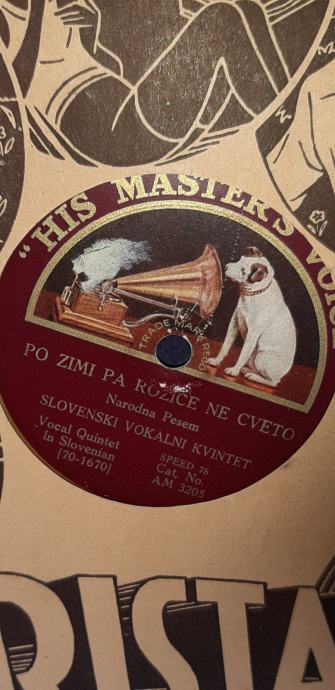 "HIS MASTER'S VOICE
TRADE MARK REGD
PO ZIMI PA ROŽICE NE CVETO
Narodna Pesem
SLOVENSKI VOKALNI KVINTET
Vocal Quintet
In Slovenian
[70-1670]
SPEED 78
Cat. No.
AM 3205
RISTA